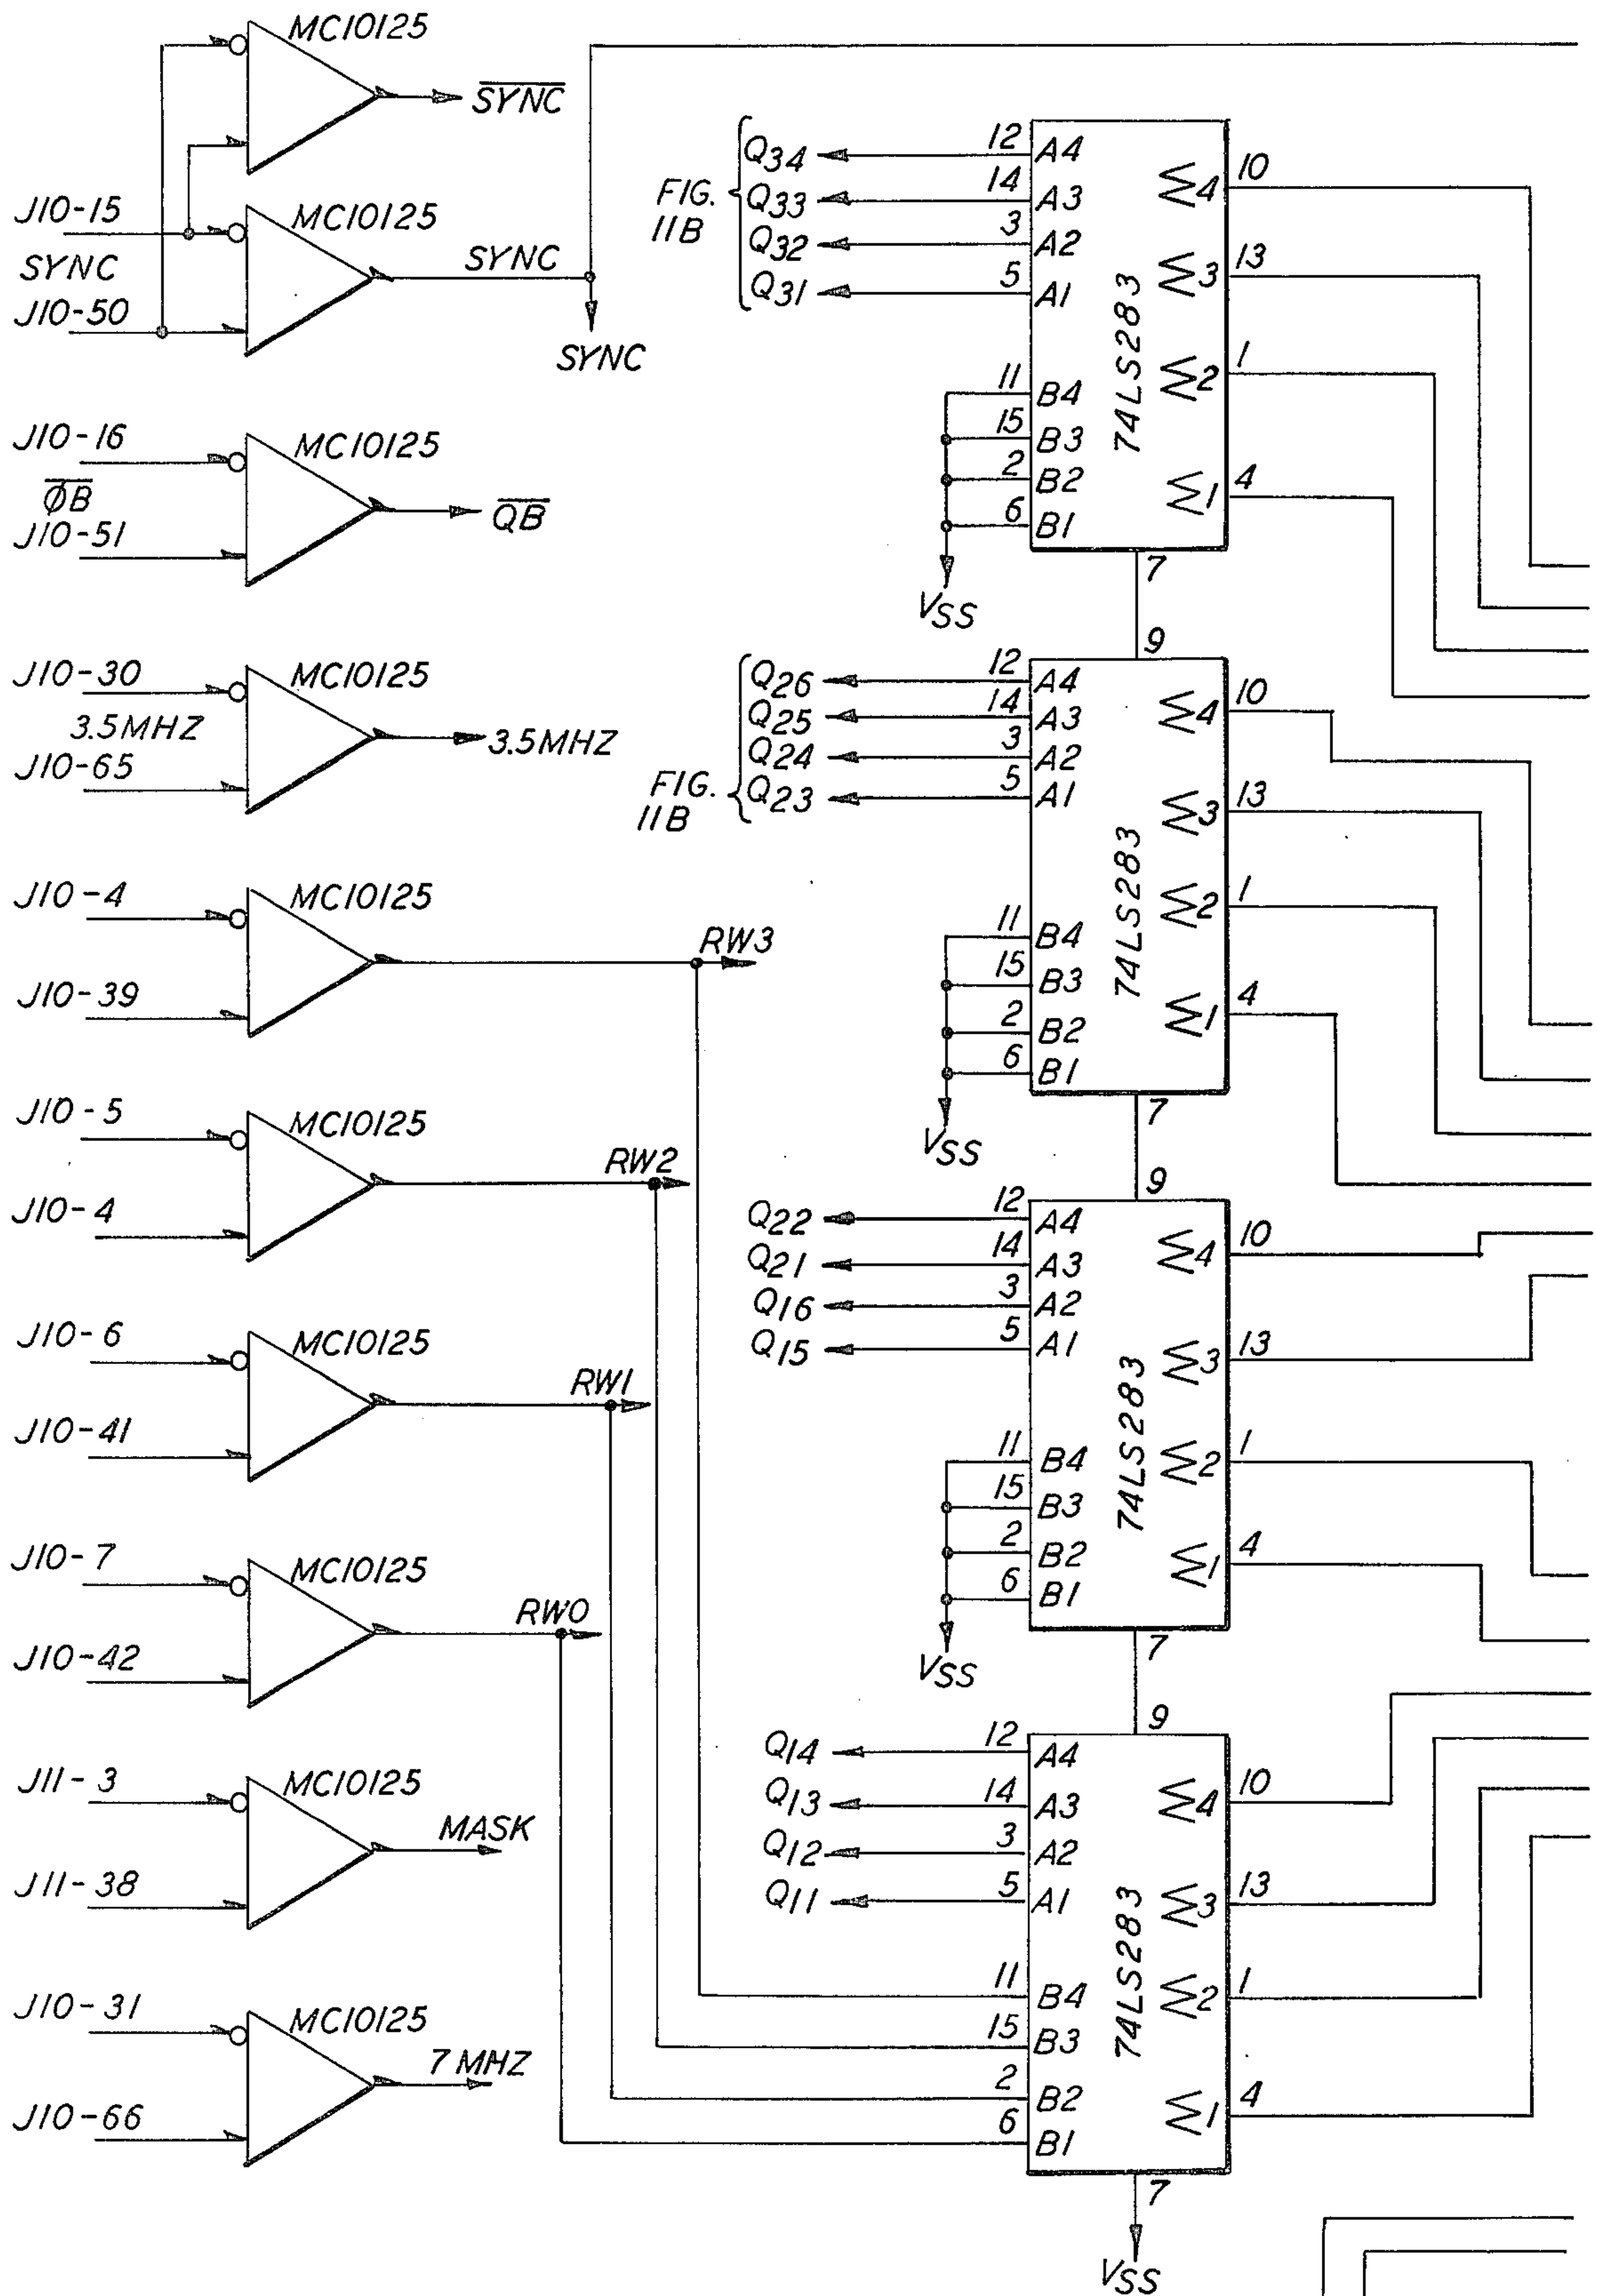 MC10125
SYNC
J10-15
MC10125
SYNC
SYNC
J10-50
SYNC
J10-16
MC10125
ØB
QB
J10-51
J10-30
MC10125
3.5MHZ
3.5MHZ
J10-65
J10-4
MC10125
RW3
J10-39
J10-5
MC10125
RW2
J10-4
J10-6
MC10125
RW1
J10-41
J10-7
MC10125
RW0
J10-42
J11-3
MC10125
MASK
J11-38
J10-31
MC10125
7 MHZ
J10-66
FIG.
11B
Q34 12 A4
Q33 14 A3
Q32 3 A2
Q31 5 A1
11 B4
15 B3
2 B2
6 B1
VSS
74LS283
Σ4 10
Σ3 13
Σ2 1
Σ1 4
7
9
FIG.
11B
Q26 12 A4
Q25 14 A3
Q24 3 A2
Q23 5 A1
11 B4
15 B3
2 B2
6 B1
VSS
74LS283
Σ4 10
Σ3 13
Σ2 1
Σ1 4
7
9
Q22 12 A4
Q21 14 A3
Q16 3 A2
Q15 5 A1
11 B4
15 B3
2 B2
6 B1
VSS
74LS283
Σ4 10
Σ3 13
Σ2 1
Σ1 4
7
9
Q14 12 A4
Q13 14 A3
Q12 3 A2
Q11 5 A1
11 B4
15 B3
2 B2
6 B1
74LS283
Σ4 10
Σ3 13
Σ2 1
Σ1 4
7
VSS